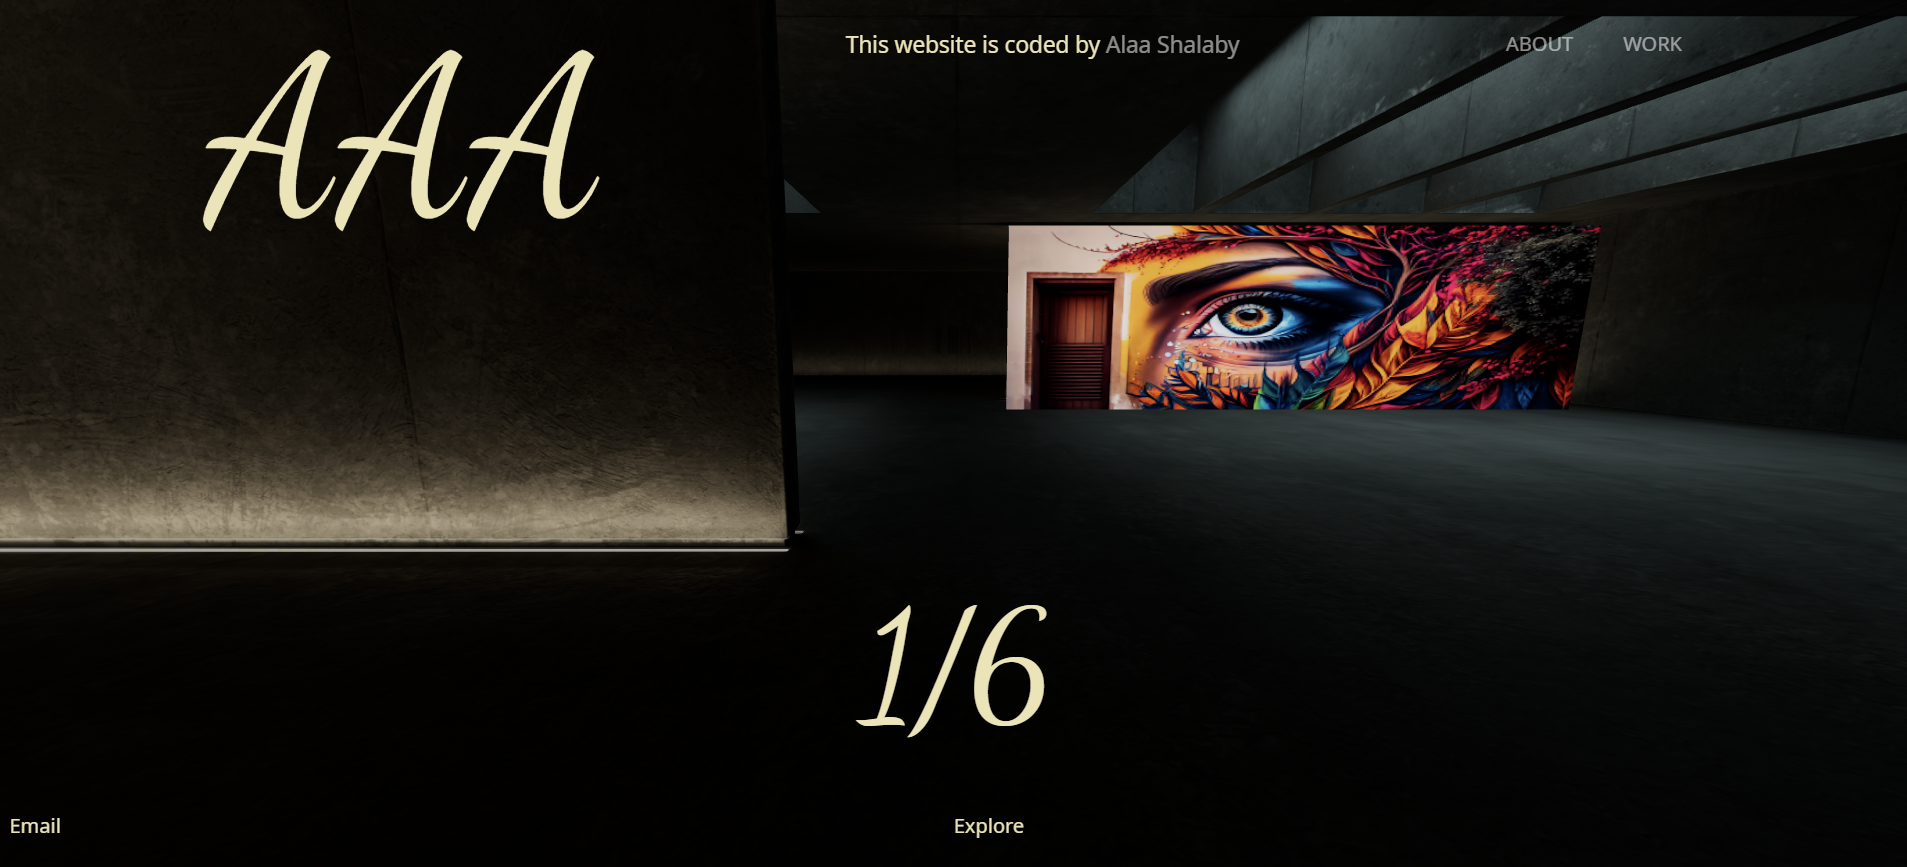 AAA
This website is coded by Alaa Shalaby
ABOUT
WORK
1/6
Email
Explore